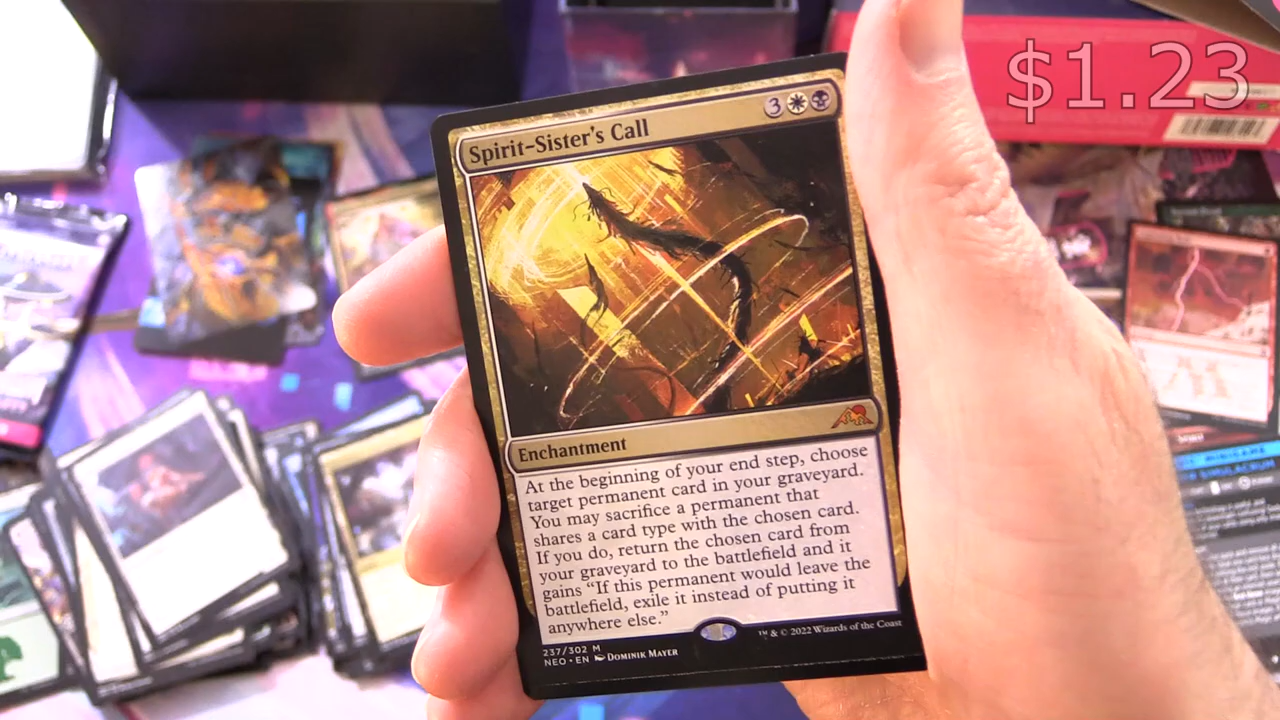 $1.23
Spirit-Sister's Call
3
Enchantment
At the beginning of your end step, choose
target permanent card in your graveyard.
You may sacrifice a permanent that
shares a card type with the chosen card.
If you do, return the chosen card from
your graveyard to the battlefield and it
gains “If this permanent would leave the
battlefield, exile it instead of putting it
anywhere else.”
237/302 M
NEO • EN DOMINIK MAYER
™ & © 2022 Wizards of the Coast